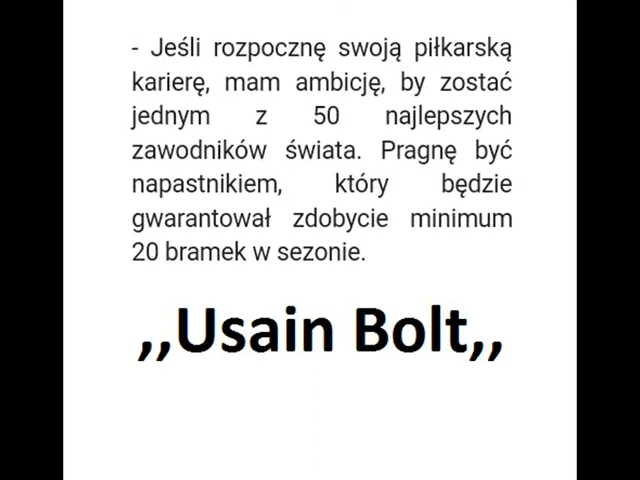 - Jeśli rozpocznę swoją piłkarską
karierę, mam ambicję, by zostać
jednym z 50 najlepszych
zawodników świata. Pragnę być
napastnikiem, który będzie
gwarantował zdobycie minimum
20 bramek w sezonie.
,,Usain Bolt,,